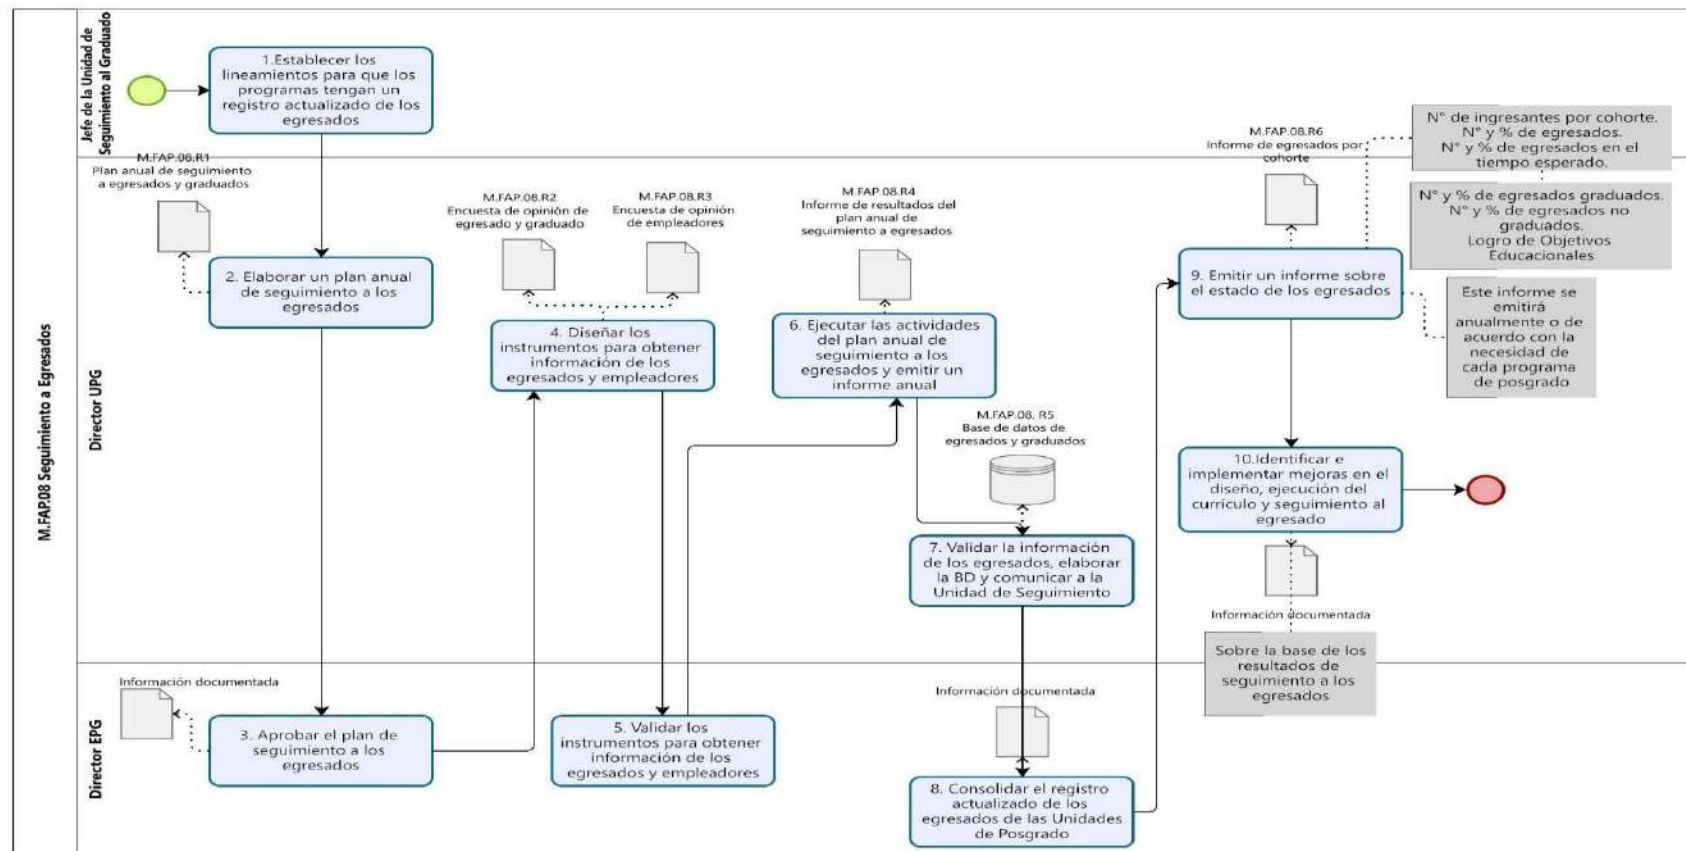 M.FAP.08 Seguimiento a Egresados
Jefe de la Unidad de
Seguimiento al Graduado
1.Establecer los
lineamientos para que los
programas tengan un
registro actualizado de los
egresados
Director UPG
M.FAP.08.R1
Plan anual de seguimiento
a egresados y graduados
2. Elaborar un plan anual
de seguimiento a los
egresados
M.FAP.08.R2
Encuesta de opinión de
egresado y graduado
M.FAP.08.R3
Encuesta de opinión
de empleadores
4. Diseñar los
instrumentos para obtener
información de los
egresados y empleadores
M.FAP.08.R4
Informe de resultados del
plan anual de
seguimiento a egresados
6. Ejecutar las actividades
del plan anual de
seguimiento a los
egresados y emitir un
informe anual
M.FAP.08. R5
Base de datos de
egresados y graduados
7. Validar la información
de los egresados, elaborar
la BD y comunicar a la
Unidad de Seguimiento
M.FAP.08.R6
Informe de egresados por
cohorte
N° de ingresantes por cohorte.
N° y % de egresados.
N° y % de egresados en el
tiempo esperado.
N° y % de egresados graduados.
N° y % de egresados no
graduados.
Logro de Objetivos
Educacionales
9. Emitir un informe sobre
el estado de los egresados
Este informe se
emitirá
anualmente o de
acuerdo con la
necesidad de
cada programa
de posgrado
10.Identificar e
implementar mejoras en el
diseño, ejecución del
currículo y seguimiento al
egresado
Información documentada
Sobre la base de los
resultados de
seguimiento a los
egresados
Director EPG
Información documentada
3. Aprobar el plan de
seguimiento a los
egresados
5. Validar los
instrumentos para obtener
información de los
egresados y empleadores
Información documentada
8. Consolidar el registro
actualizado de los
egresados de las Unidades
de Posgrado